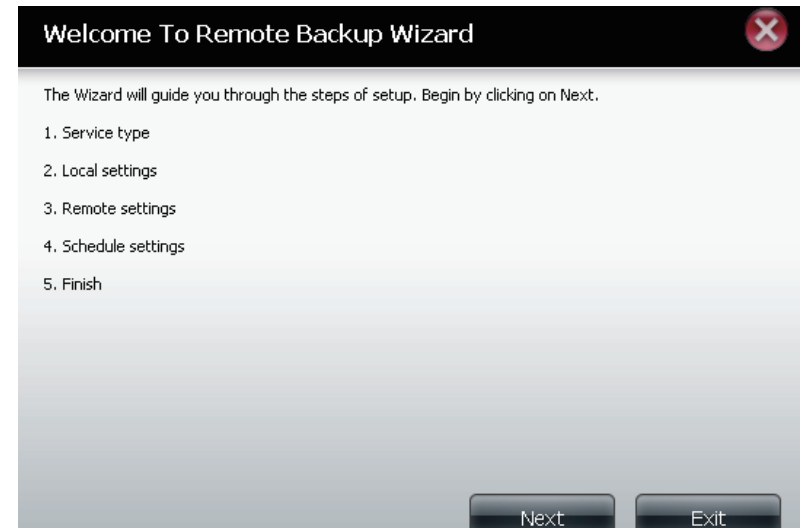 Welcome To Remote Backup Wizard
The Wizard will guide you through the steps of setup. Begin by clicking on Next.
1. Service type
2. Local settings
3. Remote settings
4. Schedule settings
5. Finish
Next
Exit